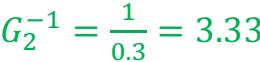 G₂⁻¹ = 1/0.3 = 3.33